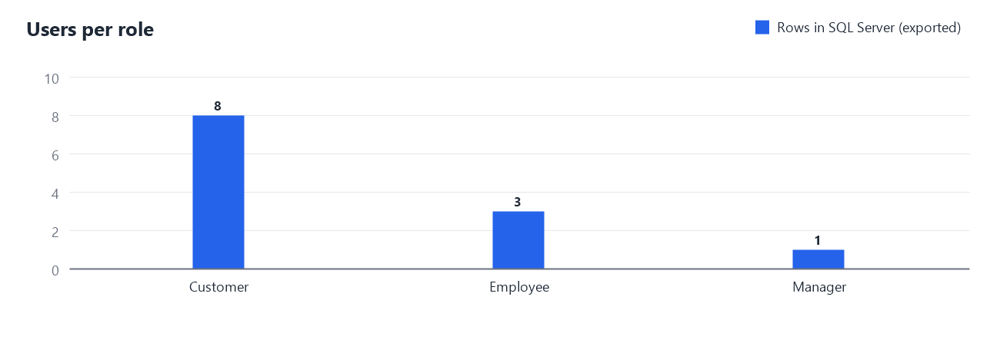 Users per role
Rows in SQL Server (exported)
10
8
6
4
2
0
8
3
1
Customer
Employee
Manager